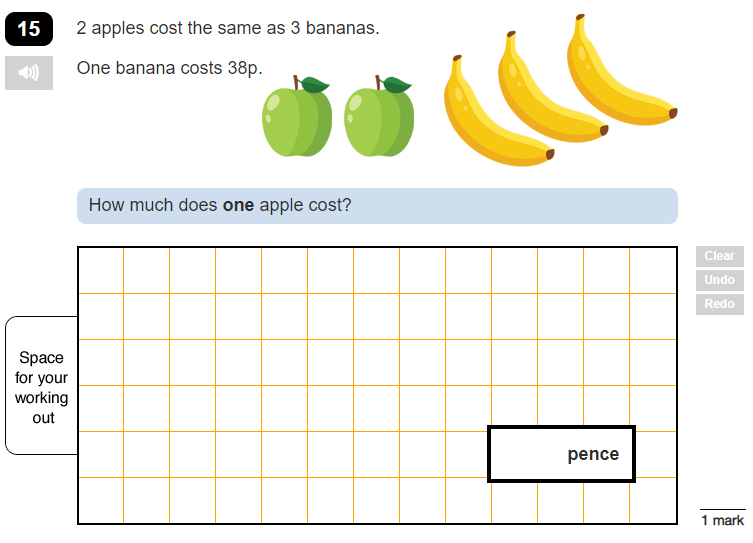 15
2 apples cost the same as 3 bananas.
One banana costs 38p.
How much does one apple cost?
Clear
Undo
Redo
Space
for your
working
out
pence
1 mark